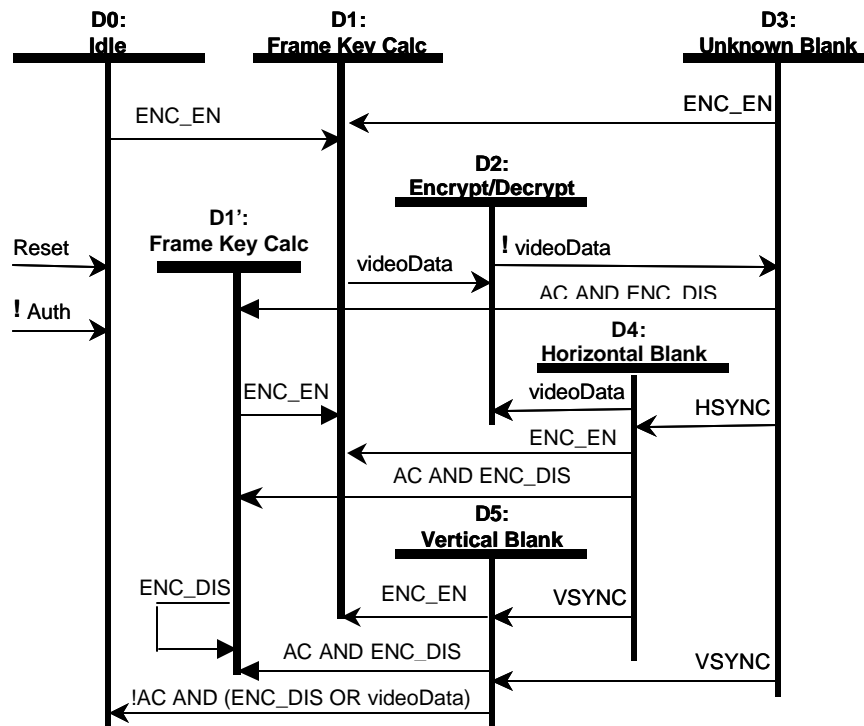 D0:
Idle
D1:
Frame Key Calc
D3:
Unknown Blank
ENC_EN
ENC_EN
D2:
Encrypt/Decrypt
D1’:
Frame Key Calc
Reset
videoData
! videoData
! Auth
AC AND ENC_DIS
D4:
Horizontal Blank
ENC_EN
videoData
HSYNC
ENC_EN
AC AND ENC_DIS
D5:
Vertical Blank
ENC_DIS
ENC_EN
VSYNC
AC AND ENC_DIS
VSYNC
!AC AND (ENC_DIS OR videoData)